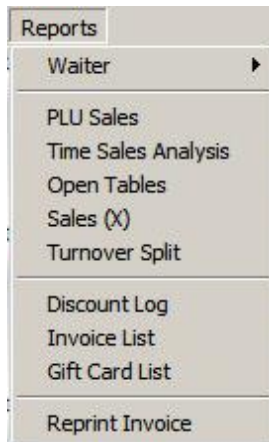 Reports
Waiter
PLU Sales
Time Sales Analysis
Open Tables
Sales (X)
Turnover Split
Discount Log
Invoice List
Gift Card List
Reprint Invoice